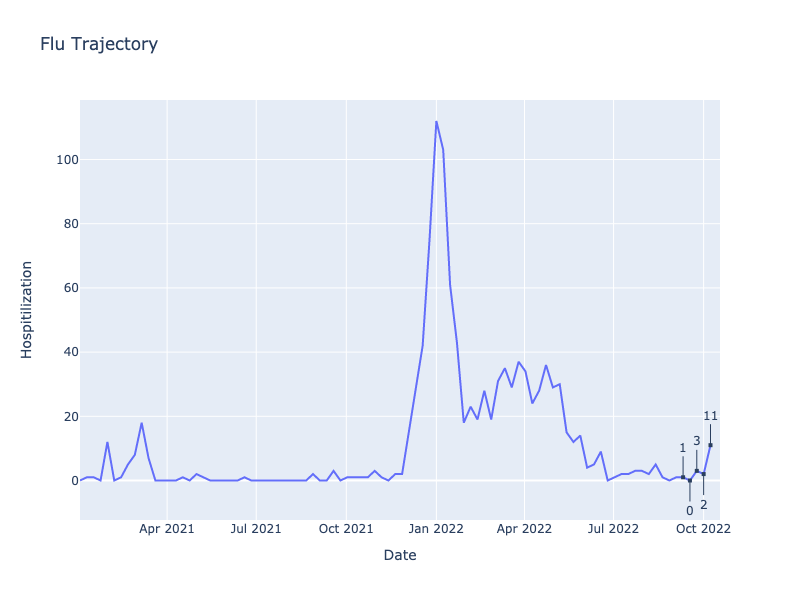 Flu Trajectory
Hospitilization
100
80
60
40
20
0
11
3
1
2
0
Apr 2021
Jul 2021
Oct 2021
Jan 2022
Apr 2022
Jul 2022
Oct 2022
Date